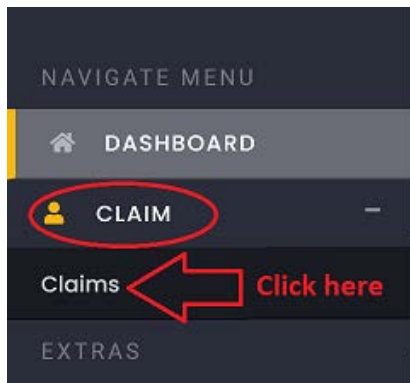 NAVIGATE MENU
DASHBOARD
CLAIM
Claims Click here
EXTRAS